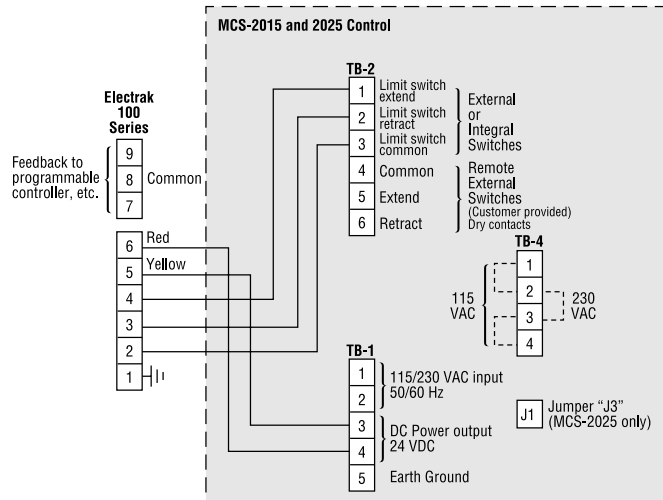 MCS-2015 and 2025 Control
Electrak
100
Series
9
8
7
Common
Feedback to
programmable
controller, etc.
6
5
4
3
2
1
Red
Yellow
TB-2
1
Limit switch
extend
2
Limit switch
retract
3
Limit switch
common
External
or
Integral
Switches
4
Common
5
Extend
6
Retract
Remote
External
Switches
(Customer provided)
Dry contacts
TB-4
1
2
3
4
115
VAC
230
VAC
TB-1
1
2
115/230 VAC input
50/60 Hz
3
4
DC Power output
24 VDC
5
Earth Ground
J1
Jumper “J3”
(MCS-2025 only)